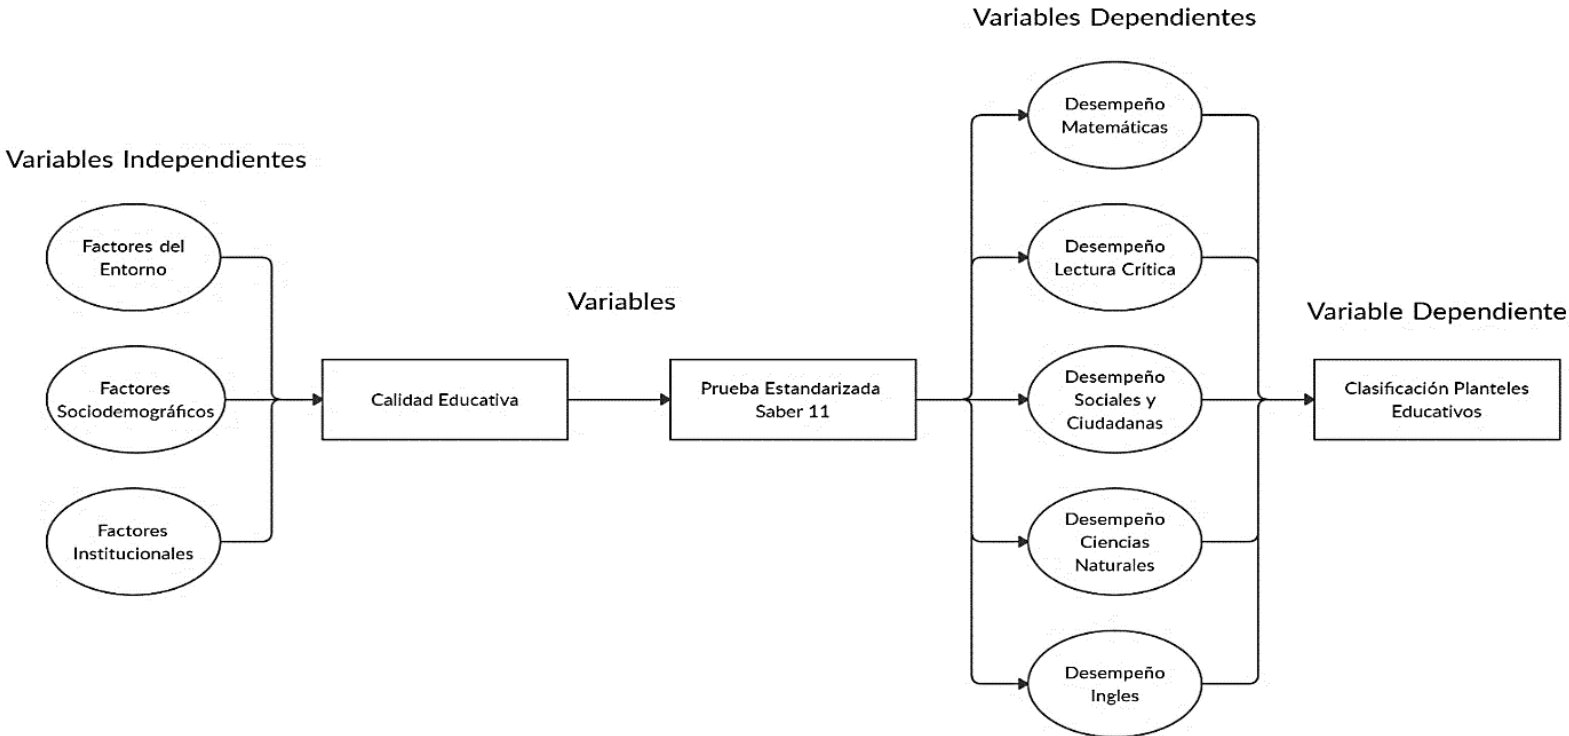 Variables Independientes
Factores del
Entorno
Factores
Sociodemográficos
Factores
Institucionales
Variables
Calidad Educativa
Prueba Estandarizada
Saber 11
Variables Dependientes
Desempeño
Matemáticas
Desempeño
Lectura Crítica
Desempeño
Sociales y
Ciudadanas
Desempeño
Ciencias
Naturales
Desempeño
Ingles
Variable Dependiente
Clasificación Planteles
Educativos